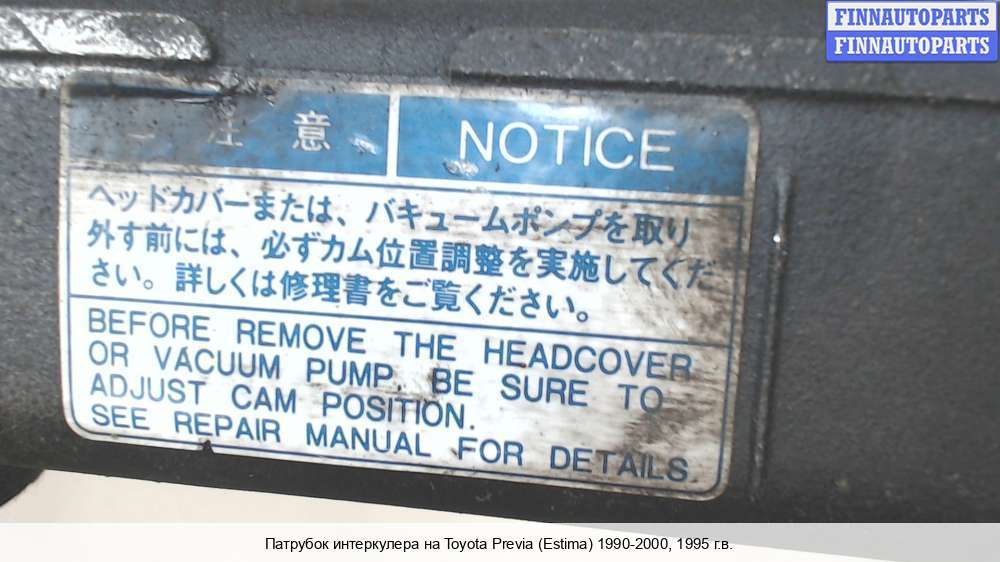 FINNAUTOPARTS
FINNAUTOPARTS
注意
NOTICE
ヘッドカバーまたは、バキュームポンプを取り
外す前には、必ずカム位置調整を実施してくだ
さい。詳しくは修理書をご覧ください。
BEFORE REMOVE THE HEADCOVER
OR VACUUM PUMP. BE SURE TO
ADJUST CAM POSITION.
SEE REPAIR MANUAL FOR DETAILS
Патрубок интеркулера на Toyota Previa (Estima) 1990-2000, 1995 г.в.